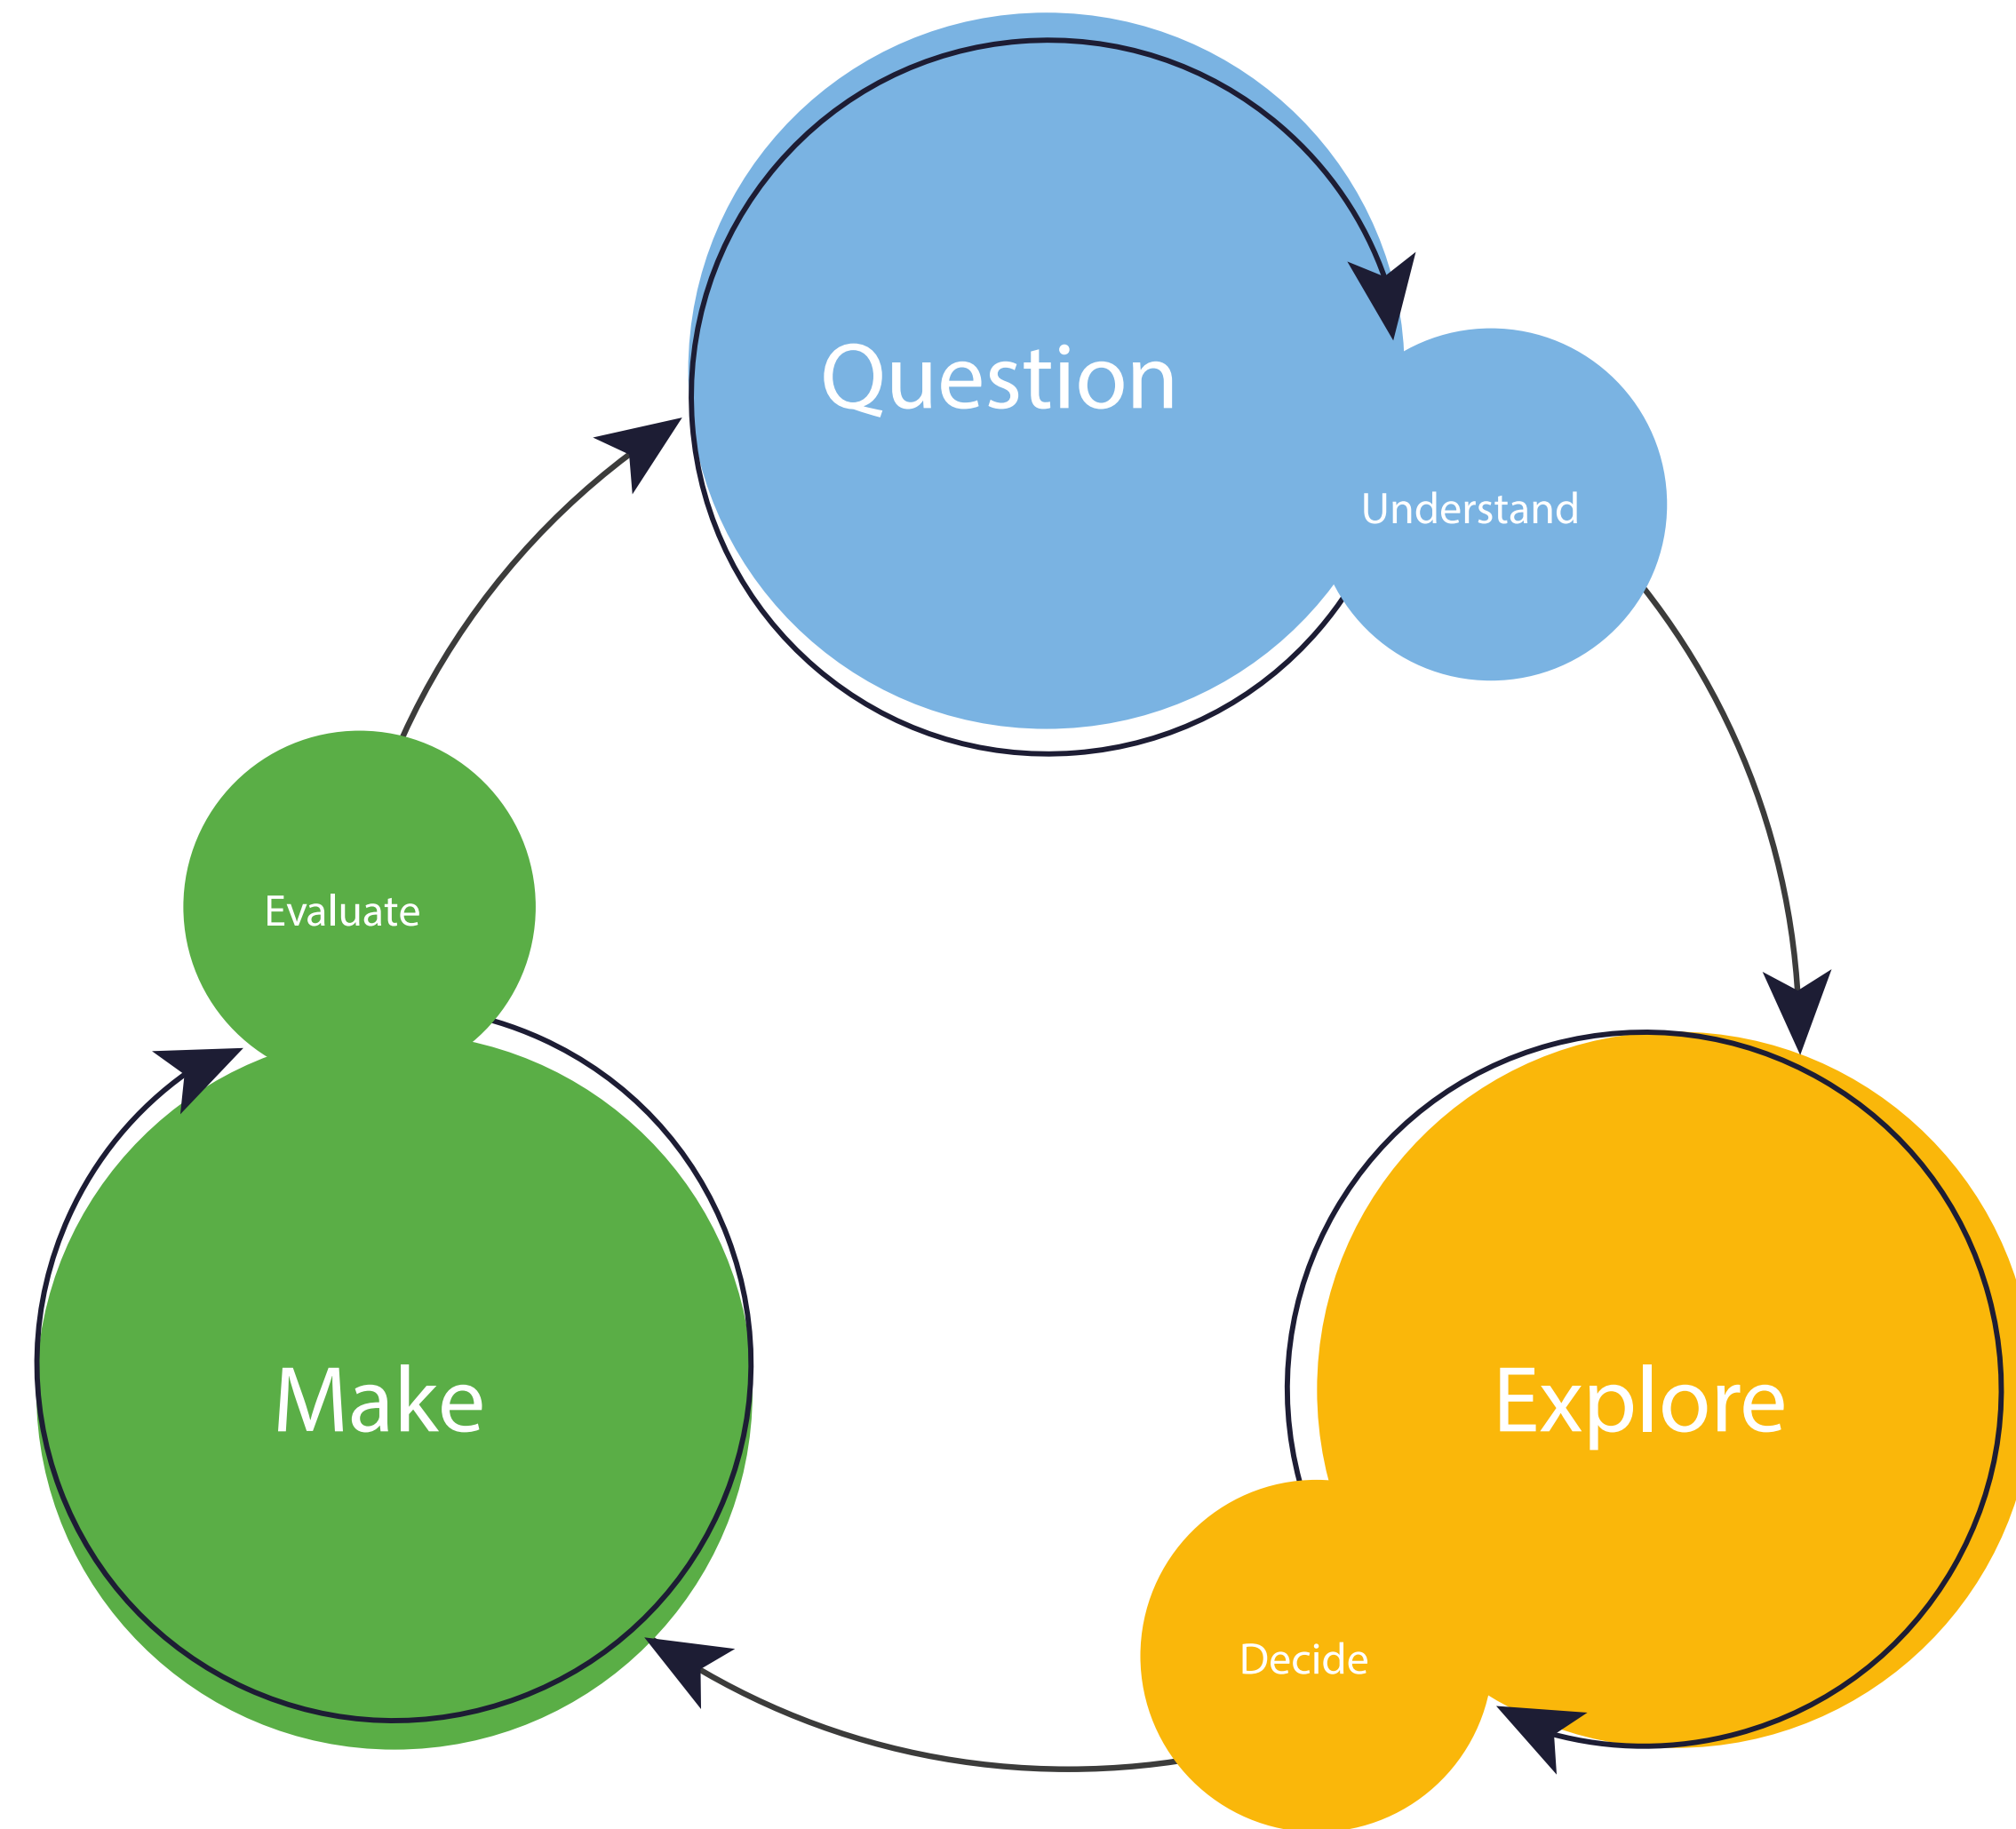 Question
Understand
Evaluate
Make
Explore
Decide